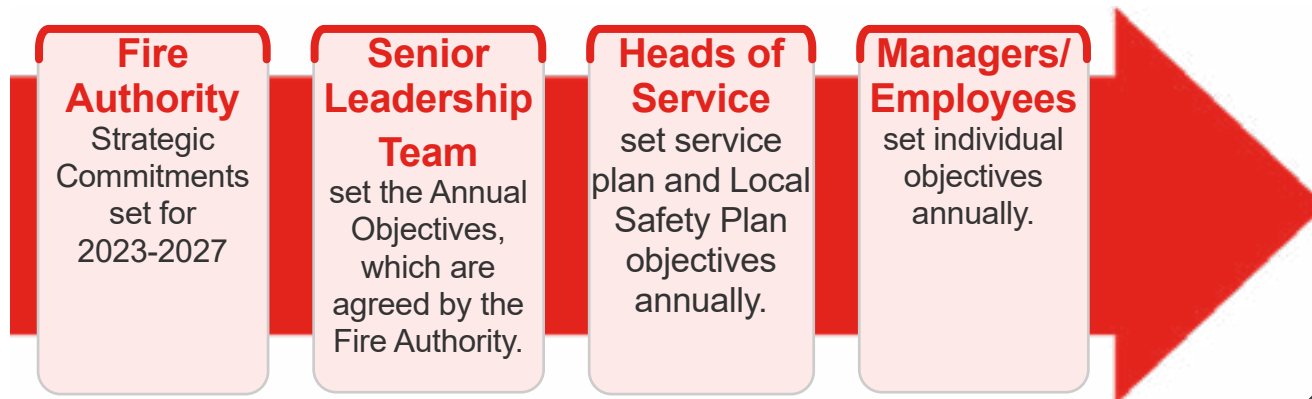 Fire
Authority
Strategic
Commitments
set for
2023-2027
Senior
Leadership
Team
set the Annual
Objectives,
which are
agreed by the
Fire Authority.
Heads of
Service
set service
plan and Local
Safety Plan
objectives
annually.
Managers/
Employees
set individual
objectives
annually.